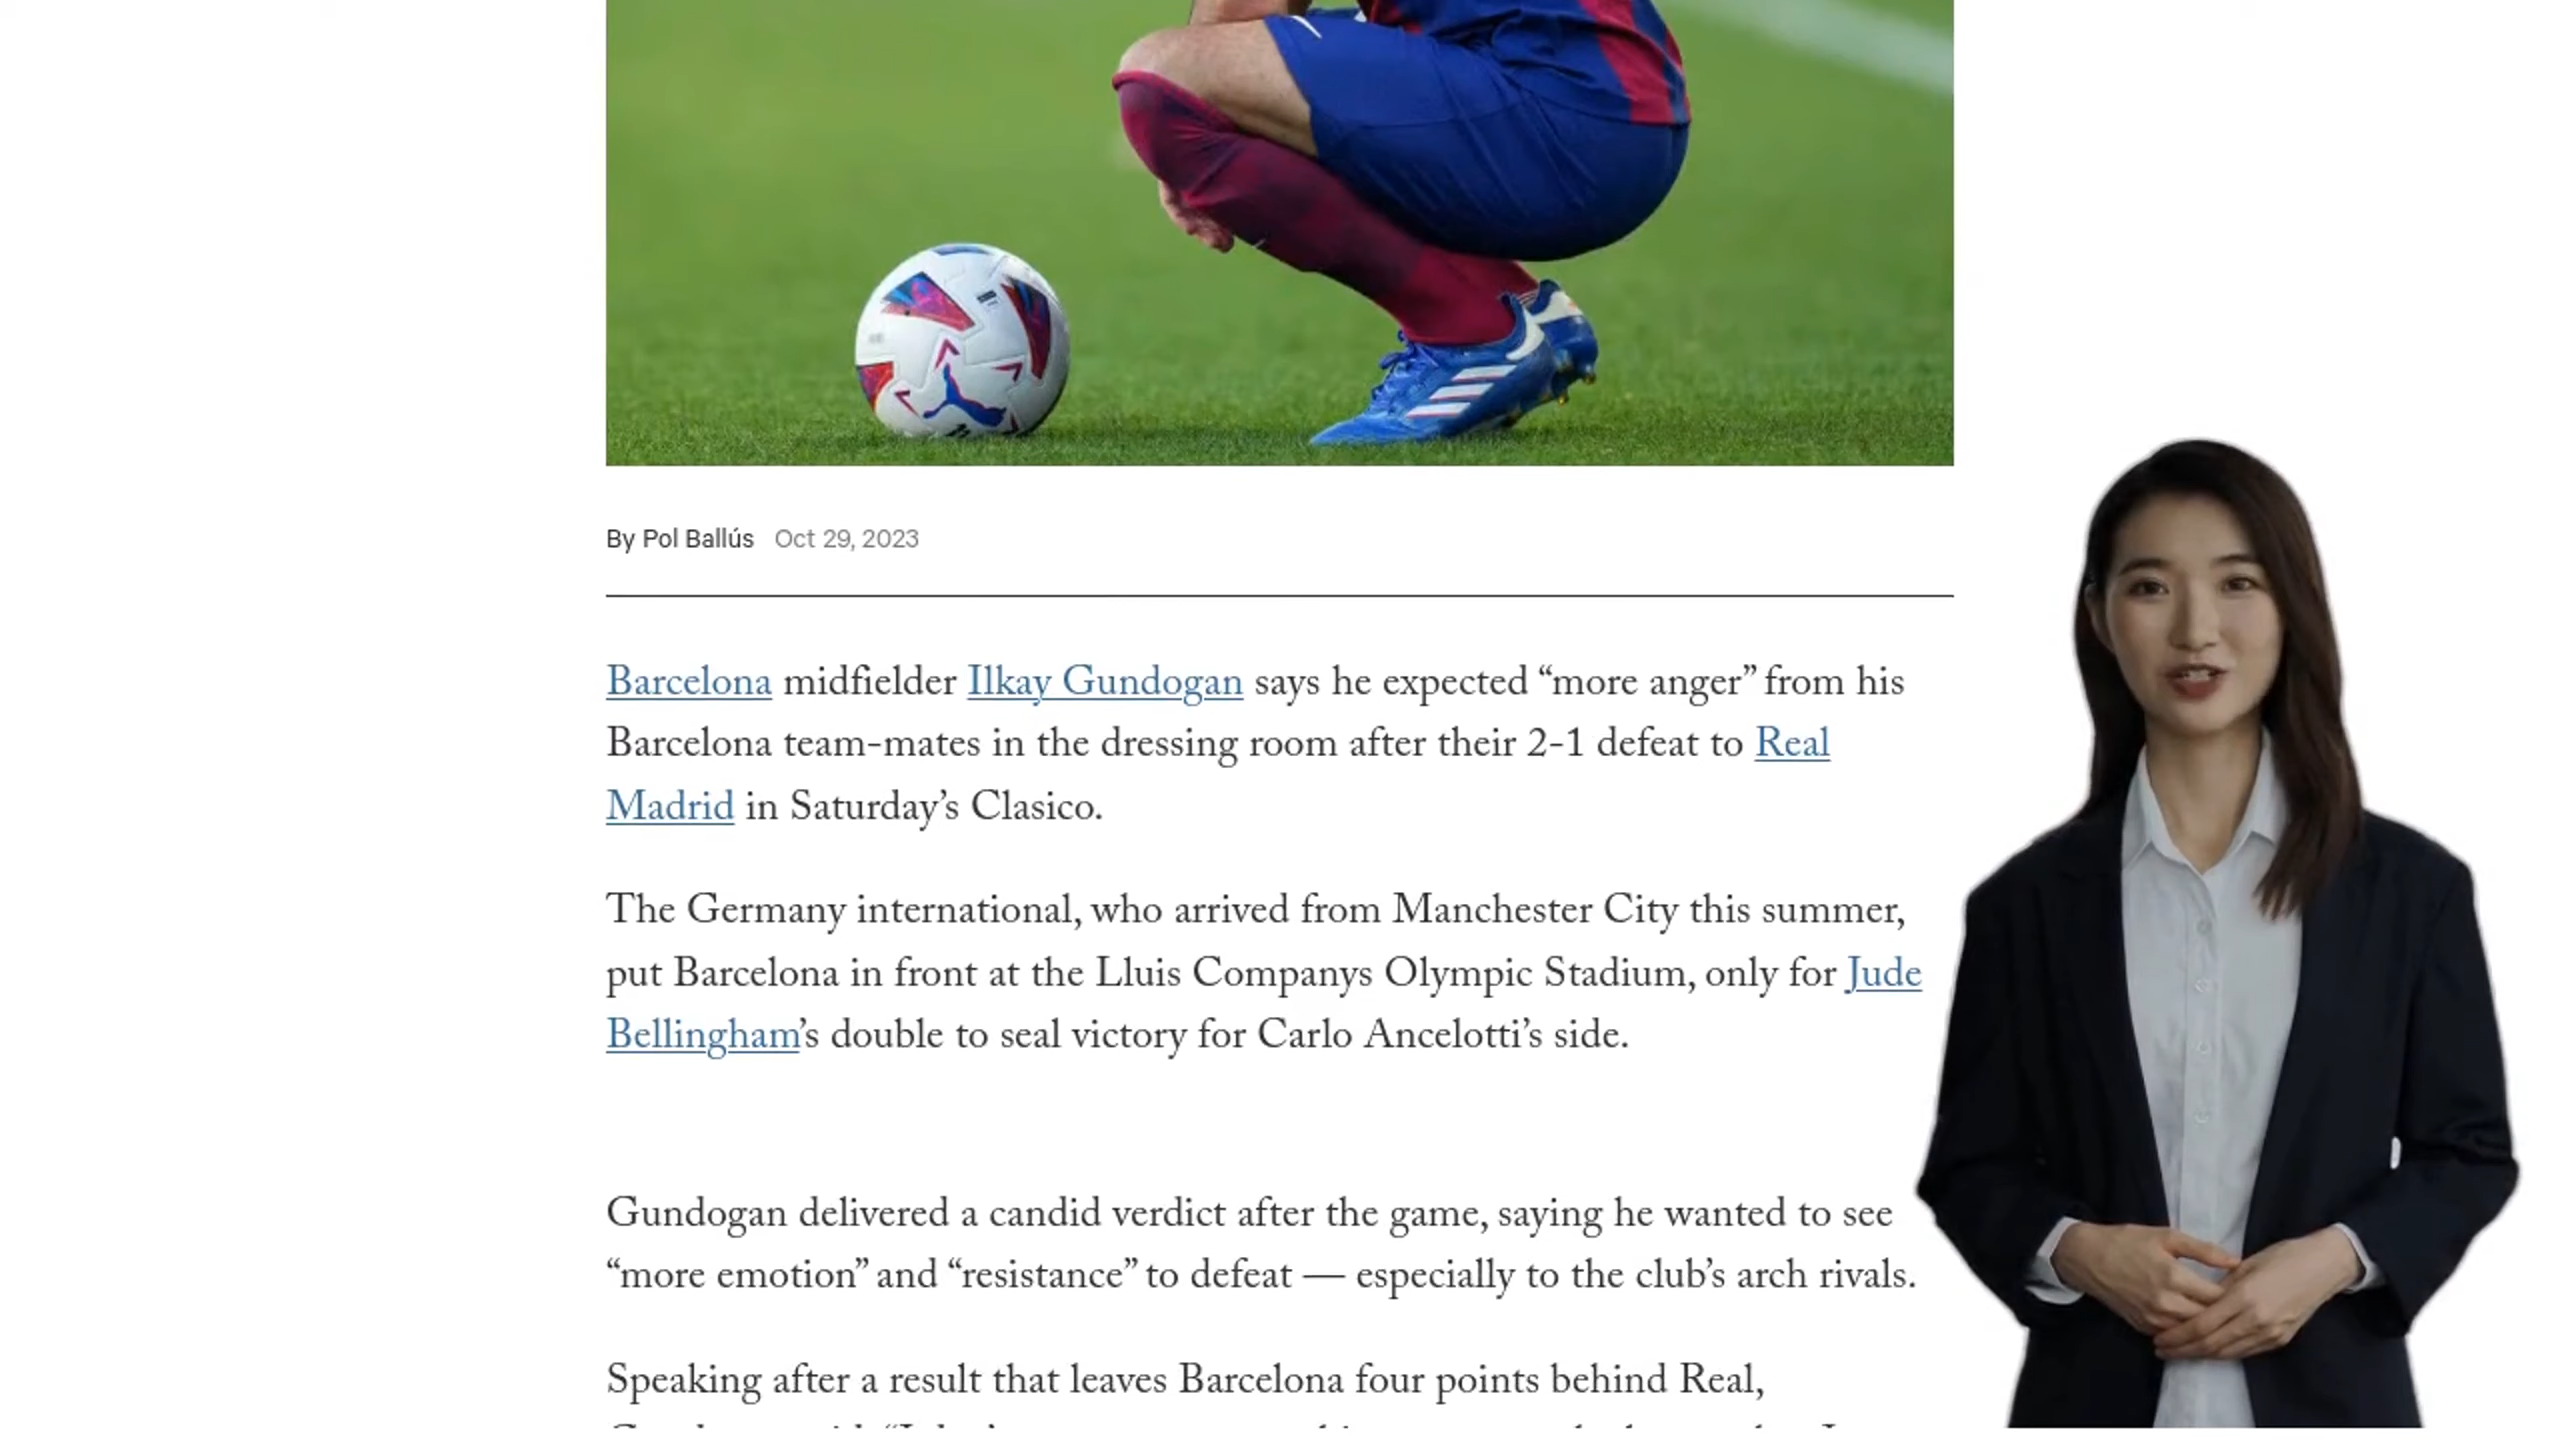 By Pol Ballús Oct 29, 2023
Barcelona midfielder Ilkay Gundogan says he expected “more anger” from his
Barcelona team-mates in the dressing room after their 2-1 defeat to Real
Madrid in Saturday’s Clasico.
The Germany international, who arrived from Manchester City this summer,
put Barcelona in front at the Lluis Companys Olympic Stadium, only for Jude
Bellingham’s double to seal victory for Carlo Ancelotti’s side.
Gundogan delivered a candid verdict after the game, saying he wanted to see
“more emotion” and “resistance” to defeat — especially to the club’s arch rivals.
Speaking after a result that leaves Barcelona four points behind Real,